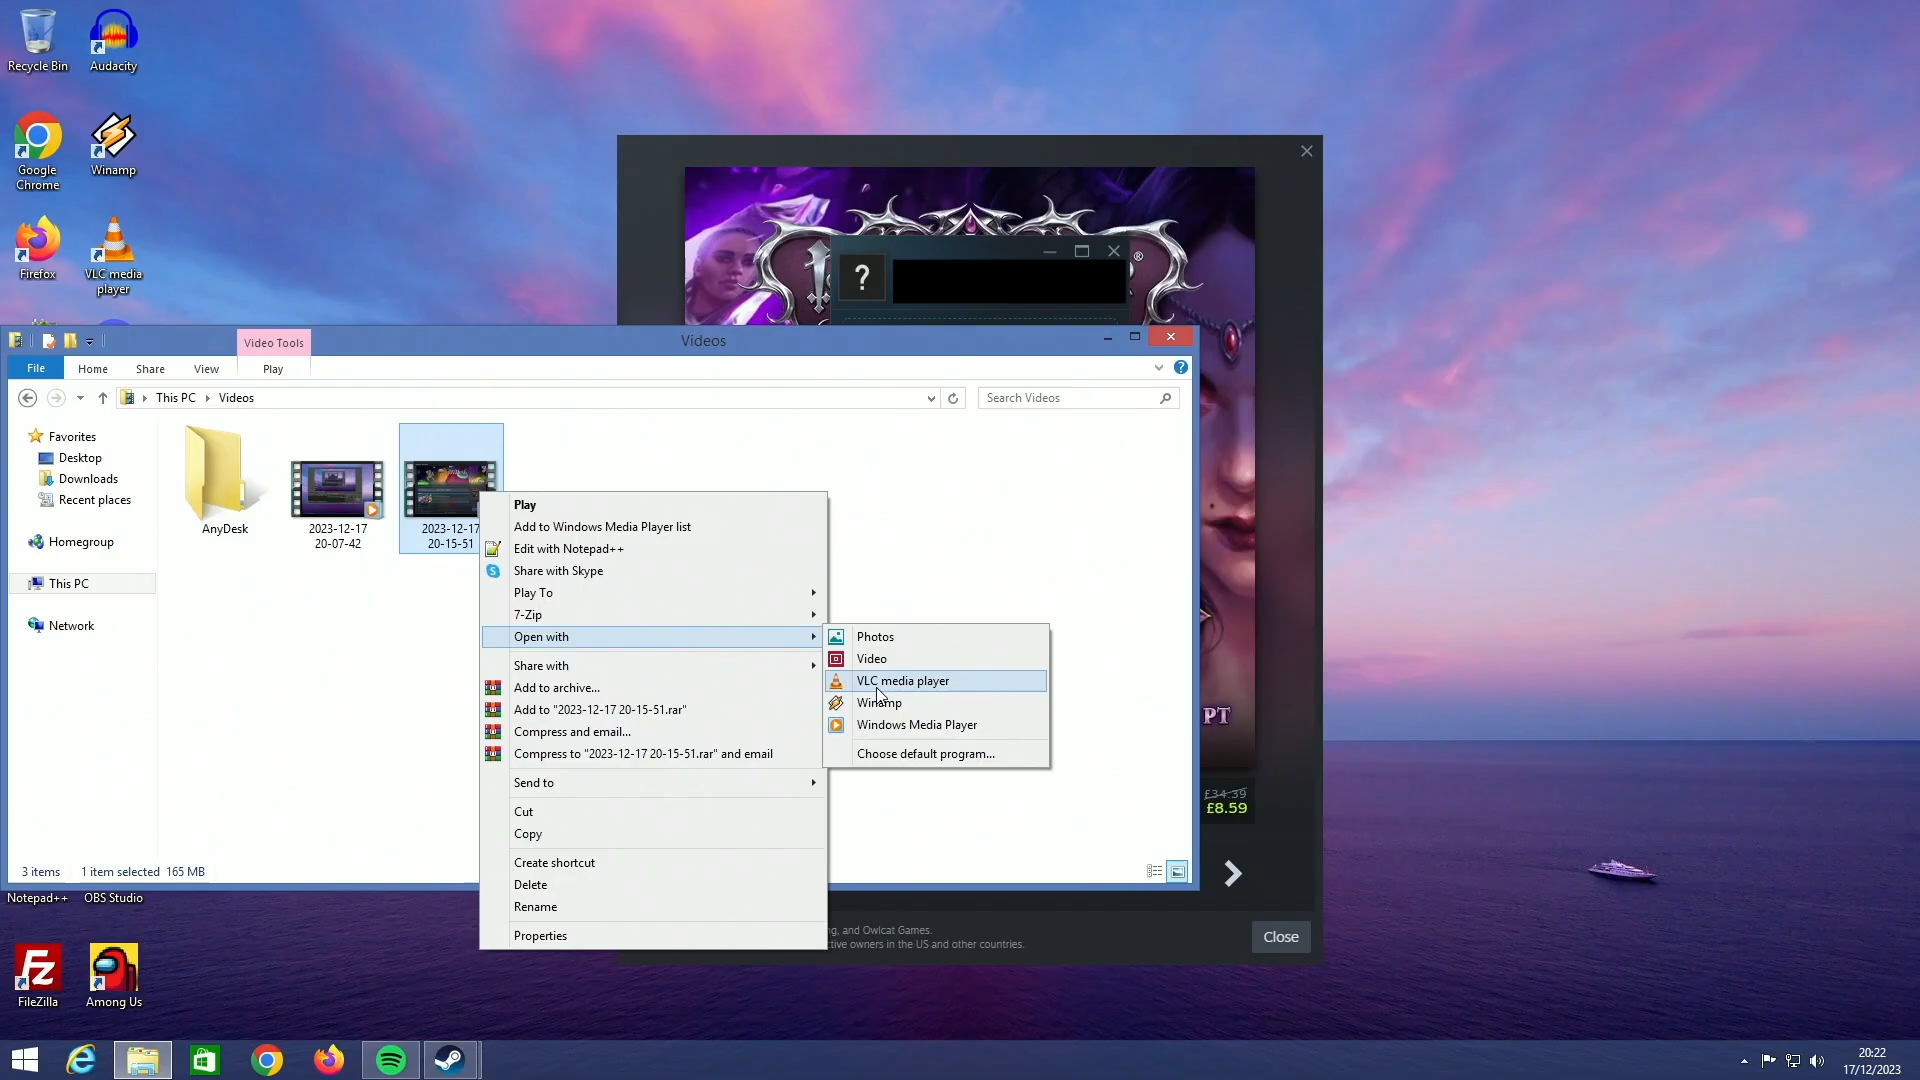 Recycle Bin
Audacity
Google
Chrome
Winamp
Firefox
VLC media
player
®
?
Video Tools
Videos
File
Home
Share
View
Play
?
This PC
Videos
Search Videos
Favorites
Desktop
Downloads
Recent places
Homegroup
This PC
Network
AnyDesk
2023-12-17
20-07-42
2023-12-17
20-15-51
Play
Add to Windows Media Player list
Edit with Notepad++
Share with Skype
Play To
7-Zip
Open with
Share with
Add to archive...
Add to "2023-12-17 20-15-51.rar"
Compress and email...
Compress to "2023-12-17 20-15-51.rar" and email
Send to
Cut
Copy
Create shortcut
Delete
Rename
Properties
Photos
Video
VLC media player
Winamp
Windows Media Player
Choose default program...
PT
£34.39
£8.59
3 items
1 item selected
165 MB
Notepad++
OBS Studio
ng, and Owlcat Games.
ctive owners in the US and other countries.
Close
Fz
FileZilla
Among Us
20:22
17/12/2023